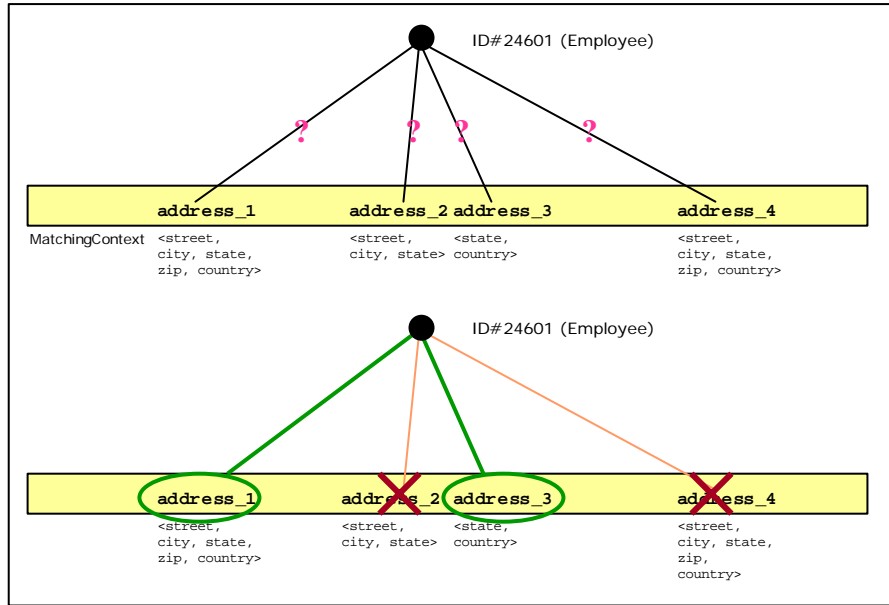 ID#24601 (Employee)
? ? ? ?
address_1 address_2 address_3 address_4
MatchingContext <street, <street, <state, <street,
city, state, city, state> country> city, state,
zip, country> zip, country>
ID#24601 (Employee)
address_1 address_2 address_3 address_4
<street, <street, <state, <street,
city, state, city, state> country> city, state,
zip, country> zip,
country>